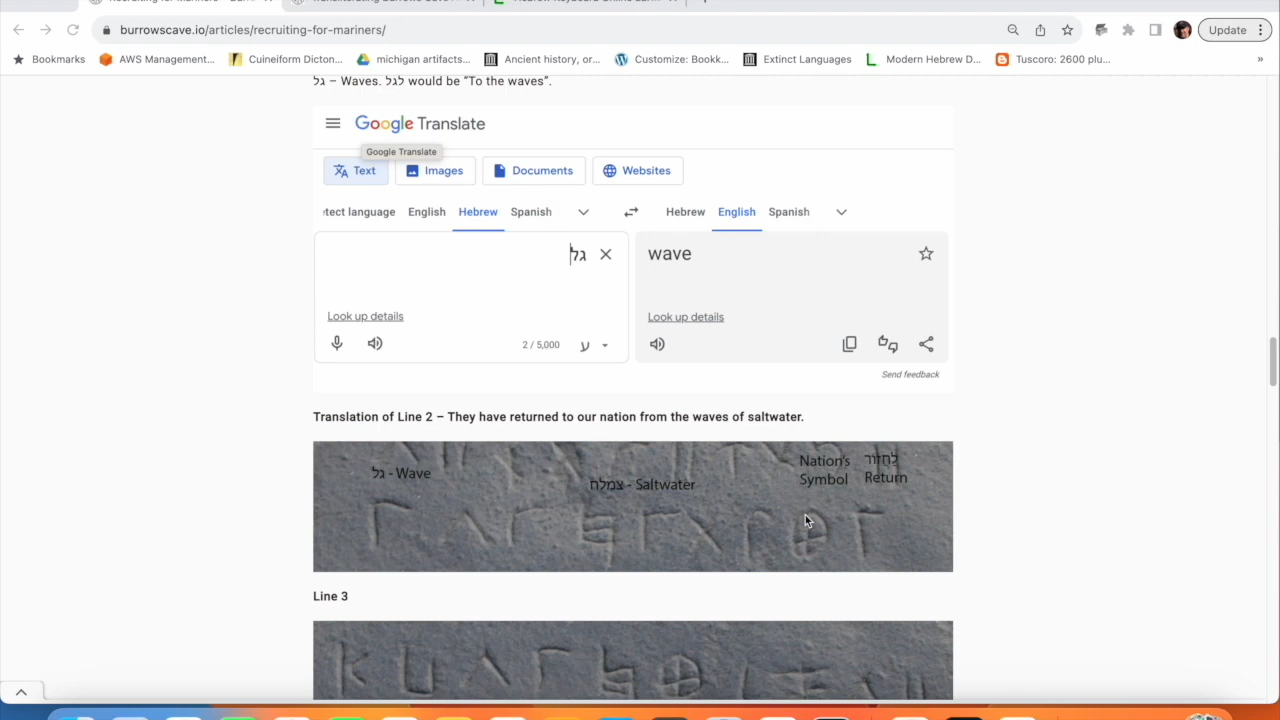 burrowscave.io/articles/recruiting-for-mariners/
Update
Bookmarks
AWS Management...
Cuineiform Dicton...
michigan artifacts...
Ancient history, or...
Customize: Bookk...
Extinct Languages
Modern Hebrew D...
Tuscoro: 2600 plu...
»
גל – Waves. לגל would be “To the waves”.
Google Translate
Google Translate
Text
Images
Documents
Websites
tect language
English
Hebrew
Spanish
Hebrew
English
Spanish
גל
wave
Look up details
Look up details
2 / 5,000
ע
Send feedback
Translation of Line 2 – They have returned to our nation from the waves of saltwater.
גל - Wave
צמלח - Saltwater
Nation's
Symbol
לַחְזוֹר
Return
Line 3